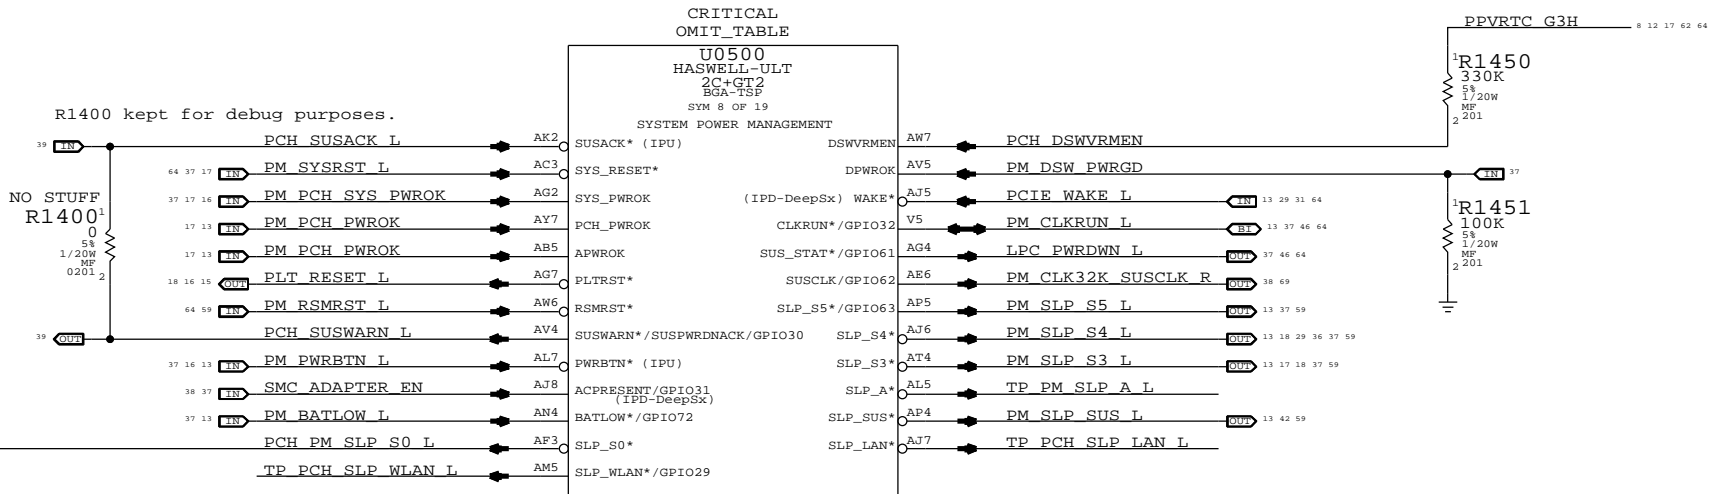 CRITICAL
OMIT_TABLE
U0500
HASWELL-ULT
2C+GT2
BGA-TSP
SYM 8 OF 19
SYSTEM POWER MANAGEMENT
PPVRTC_G3H 8 12 17 62 64
1
R1450
330K
5%
1/20W
MF
2 201
R1400 kept for debug purposes.
39 IN PCH_SUSACK_L AK2 SUSACK* (IPU) DSWVRMEN AW7 PCH_DSWVRMEN
64 37 17 IN PM_SYSRST_L AC3 SYS_RESET* DPWROK AV5 PM_DSW_PWRGD IN 37
37 17 16 IN PM_PCH_SYS_PWROK AG2 SYS_PWROK (IPD-DeepSx) WAKE* AJ5 PCIE_WAKE_L IN 13 29 31 64
17 13 IN PM_PCH_PWROK AY7 PCH_PWROK CLKRUN*/GPIO32 V5 PM_CLKRUN_L BI 13 37 46 64
17 13 IN PM_PCH_PWROK AB5 APWROK SUS_STAT*/GPIO61 AG4 LPC_PWRDWN_L OUT 37 46 64
18 16 15 OUT PLT_RESET_L AG7 PLTRST* SUSCLK/GPIO62 AE6 PM_CLK32K_SUSCLK_R OUT 38 69
64 59 IN PM_RSMRST_L AW6 RSMRST* SLP_S5*/GPIO63 AP5 PM_SLP_S5_L OUT 13 37 59
39 OUT PCH_SUSWARN_L AV4 SUSWARN*/SUSPWRDNACK/GPIO30 SLP_S4* AJ6 PM_SLP_S4_L OUT 13 18 29 36 37 59
37 16 13 IN PM_PWRBTN_L AL7 PWRBTN* (IPU) SLP_S3* AT4 PM_SLP_S3_L OUT 13 17 18 37 59
38 37 IN SMC_ADAPTER_EN AJ8 ACPRESENT/GPIO31 SLP_A* AL5 TP_PM_SLP_A_L
(IPD-DeepSx)
37 13 IN PM_BATLOW_L AN4 BATLOW*/GPIO72 SLP_SUS* AP4 PM_SLP_SUS_L OUT 13 42 59
PCH_PM_SLP_S0_L AF3 SLP_S0* SLP_LAN* AJ7 TP_PCH_SLP_LAN_L
TP_PCH_SLP_WLAN_L AM5 SLP_WLAN*/GPIO29
NO STUFF
R1400 1
0
5%
1/20W
MF
0201 2
1
R1451
100K
5%
1/20W
MF
2 201